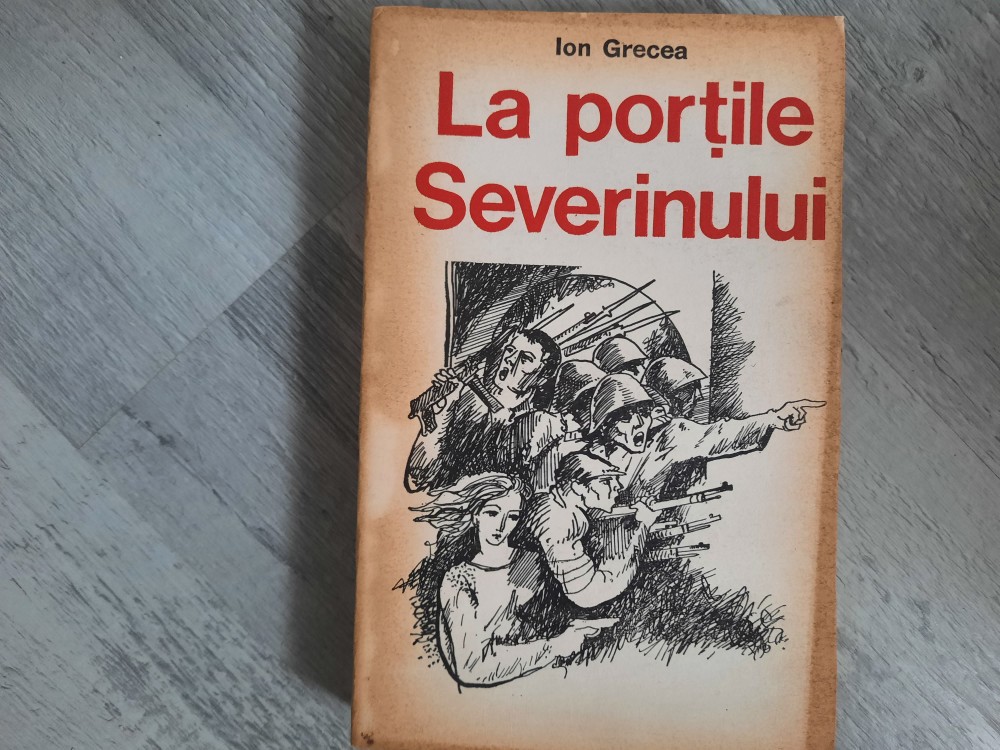 Ion Grecea
La porțile
Severinului